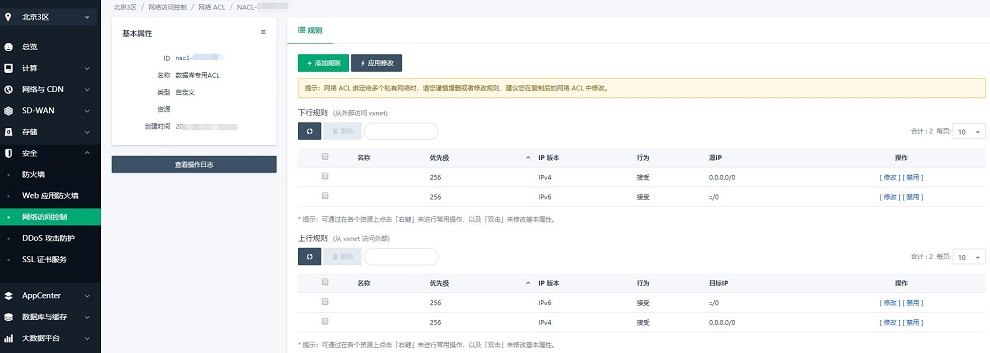 北京3区
总览
计算
网络与 CDN
SD-WAN
存储
安全
防火墙
Web 应用防火墙
网络访问控制
DDoS 攻击防护
SSL 证书服务
AppCenter
数据库与缓存
大数据平台
北京3区 / 网络访问控制 / 网络 ACL / NACL-
基本属性
ID nacl-
名称 数据库专用ACL
类型 自定义
资源
创建时间 20
查看操作日志
规则
+ 添加规则 应用修改
提示：网络 ACL 绑定给多个私有网络时，请您谨慎增删或者修改规则，建议您在复制后的网络 ACL 中修改。
下行规则 (从外部访问 vxnet)
删除 合计：2 每页: 10
名称 优先级 IP 版本 行为 源IP 操作
256 IPv4 接受 0.0.0.0/0 [ 修改 ] [ 禁用 ]
256 IPv6 接受 ::/0 [ 修改 ] [ 禁用 ]
* 提示：可通过在各个资源上点击「右键」来进行常用操作，以及「双击」来修改基本属性。
上行规则 (从 vxnet 访问外部)
合计：2 每页: 10
名称 优先级 IP 版本 行为 目标IP 操作
256 IPv6 接受 ::/0 [ 修改 ] [ 禁用 ]
256 IPv4 接受 0.0.0.0/0 [ 修改 ] [ 禁用 ]
* 提示：可通过在各个资源上点击「右键」来进行常用操作，以及「双击」来修改基本属性。